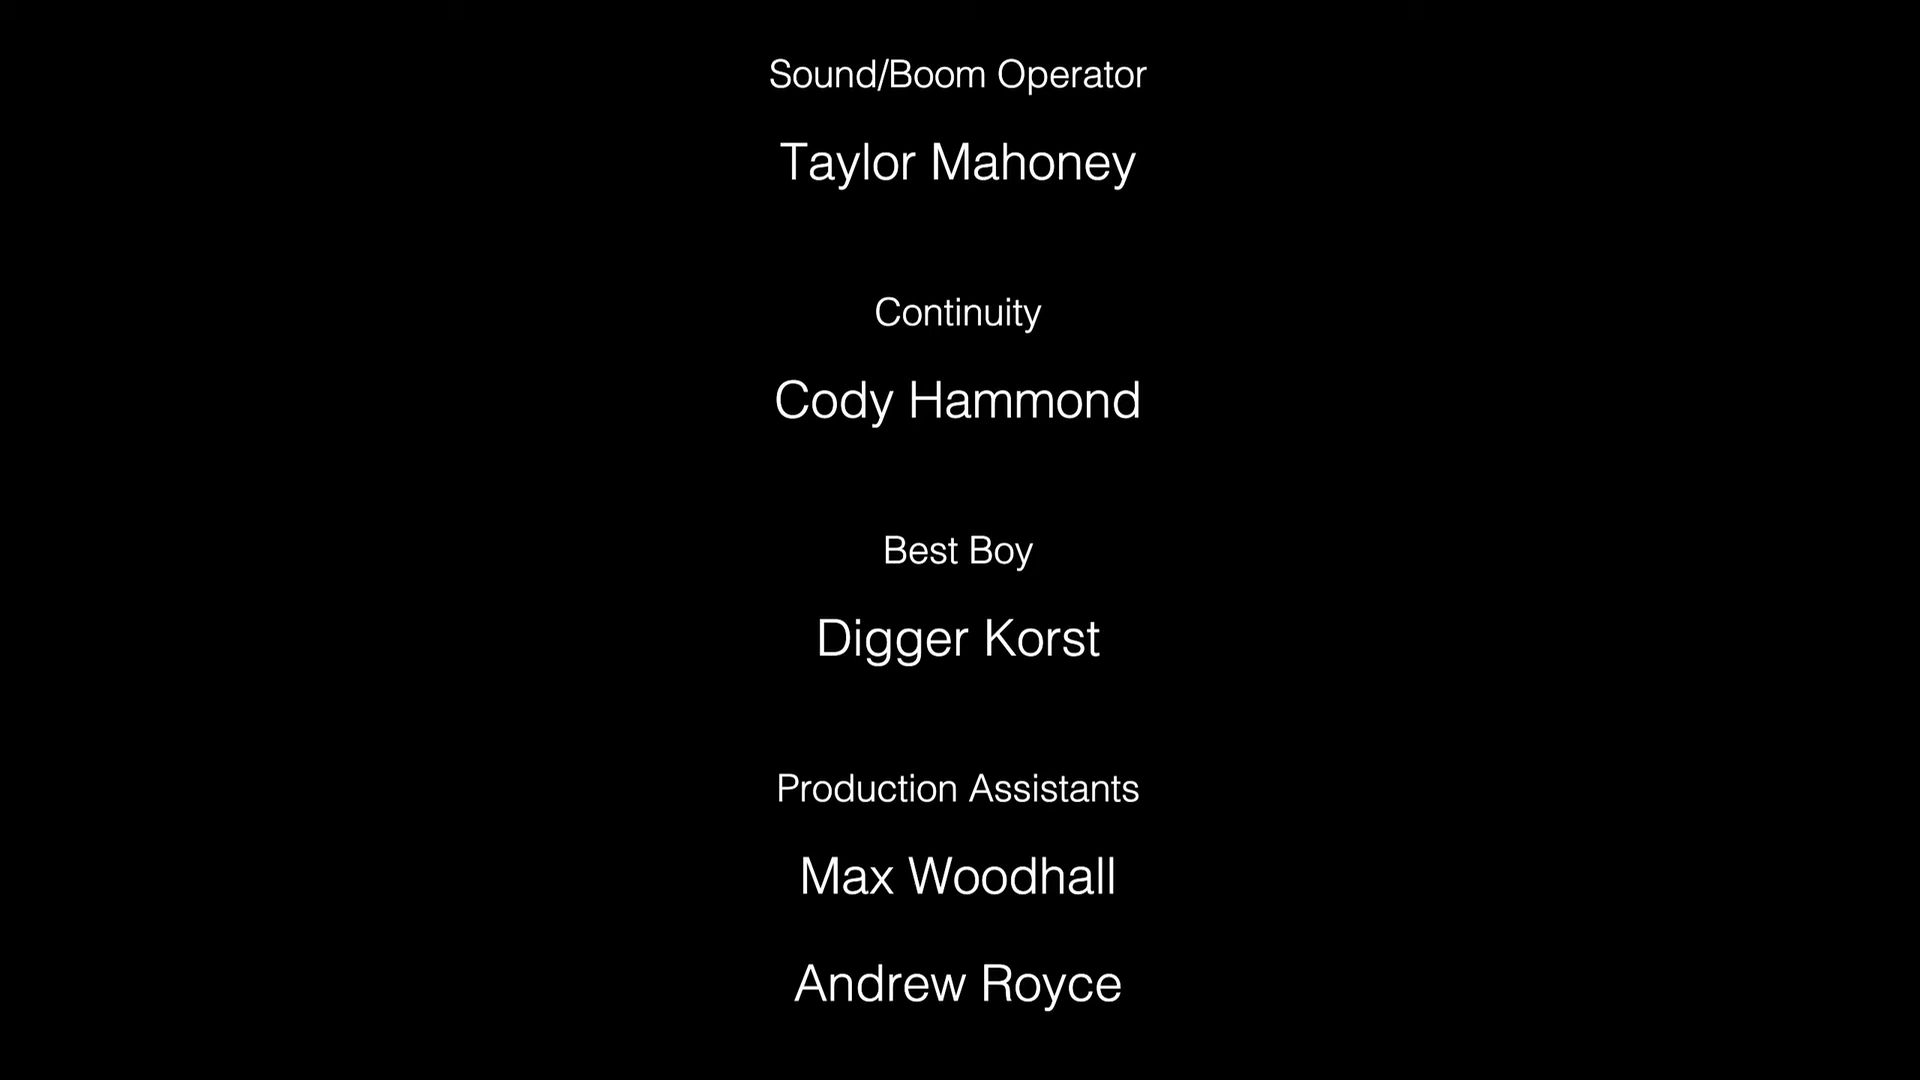 Sound/Boom Operator
Taylor Mahoney
Continuity
Cody Hammond
Best Boy
Digger Korst
Production Assistants
Max Woodhall
Andrew Royce